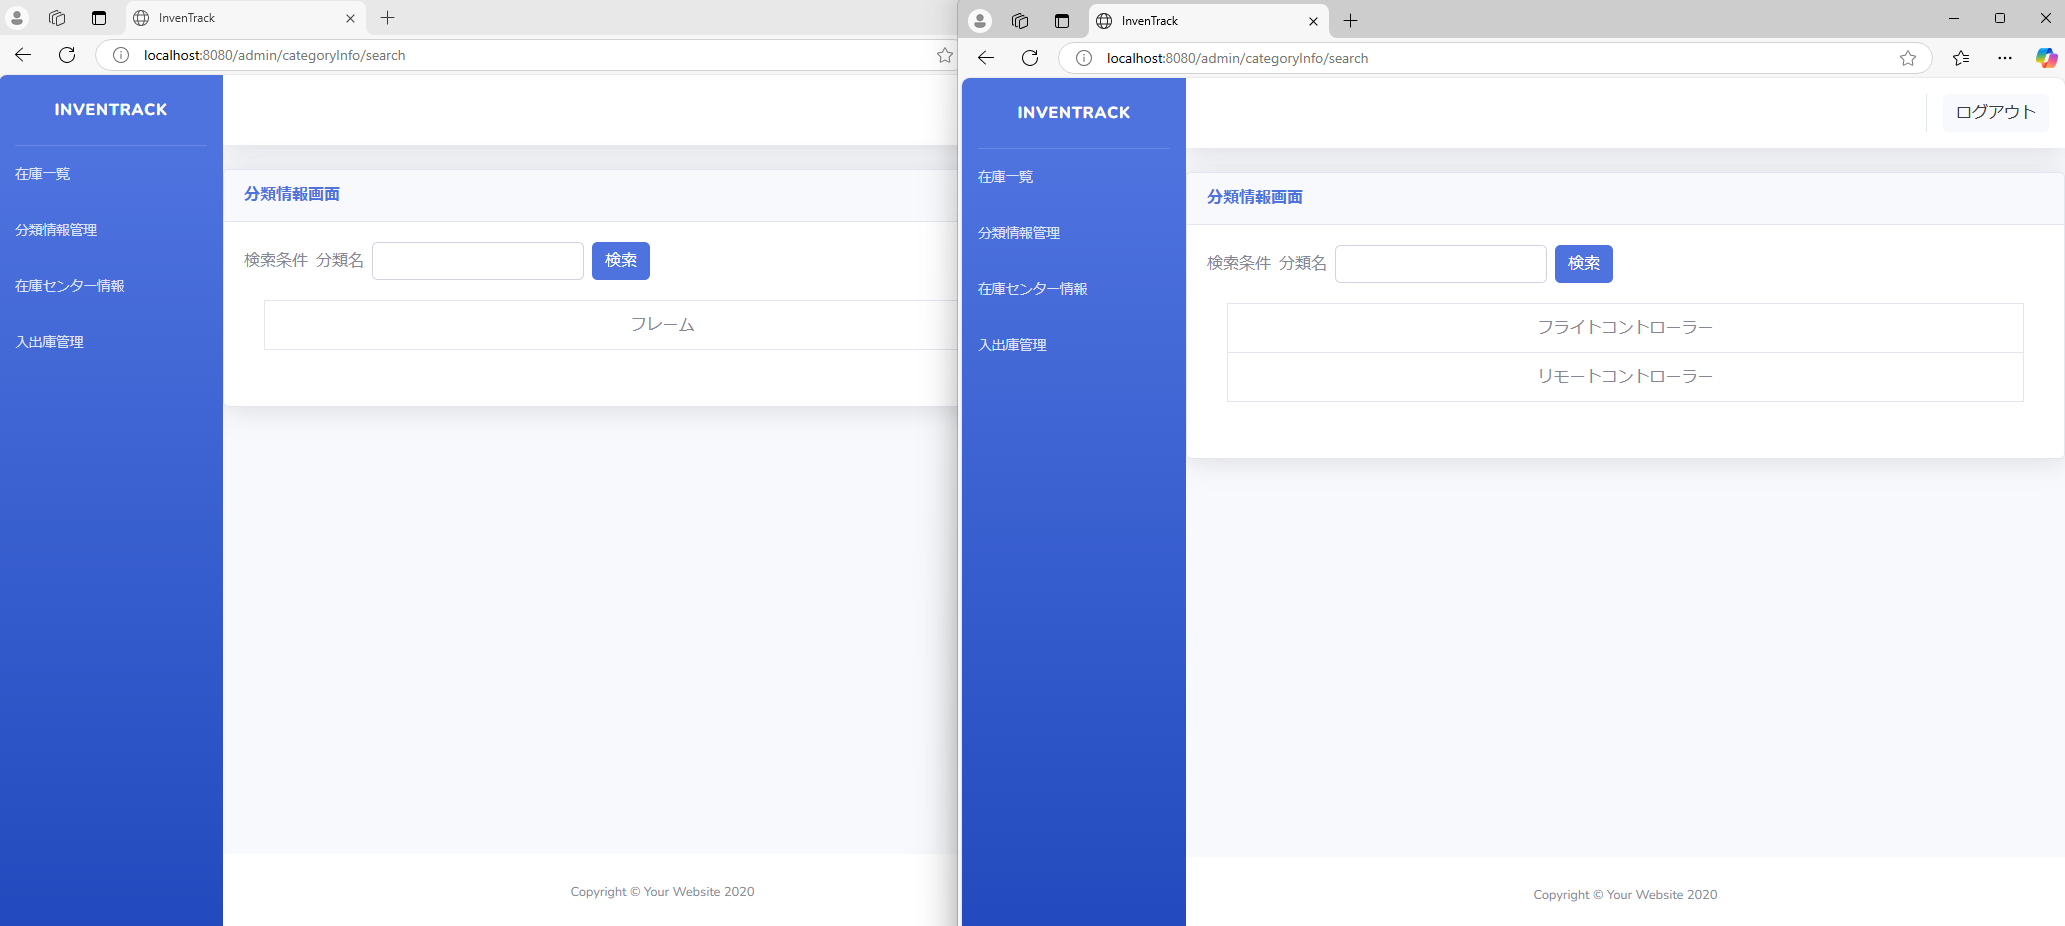 InvenTrack
localhost:8080/admin/categoryInfo/search
INVENTRACK
在庫一覧
分類情報管理
在庫センター情報
入出庫管理
分類情報画面
検索条件 分類名 検索
フレーム
Copyright © Your Website 2020
InvenTrack
localhost:8080/admin/categoryInfo/search
INVENTRACK
ログアウト
在庫一覧
分類情報管理
在庫センター情報
入出庫管理
分類情報画面
検索条件 分類名 検索
フライトコントローラー
リモートコントローラー
Copyright © Your Website 2020